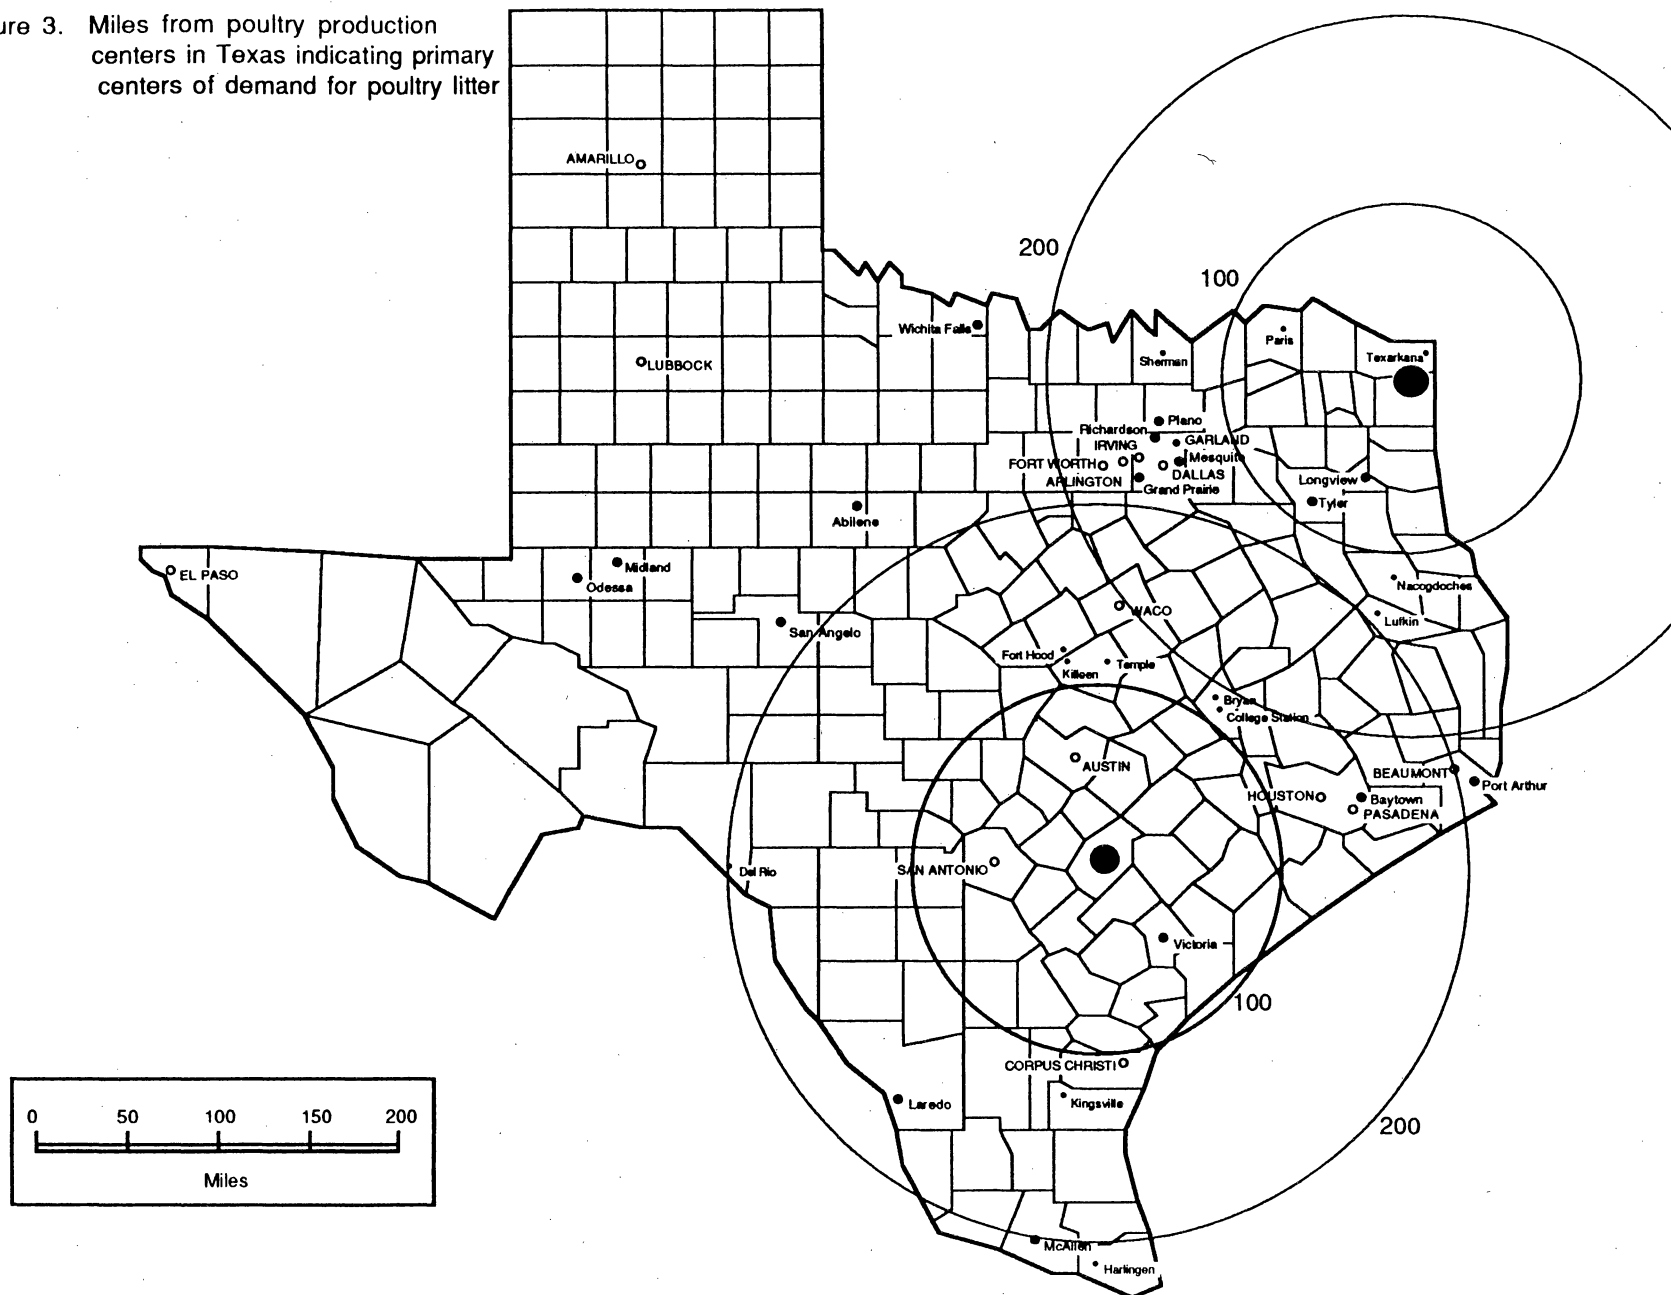 ure 3. Miles from poultry production
centers in Texas indicating primary
centers of demand for poultry litter
AMARILLO
200
100
Wichita Falls
Paris
Sherman
Texarkana
LUBBOCK
Plano
Richardson
GARLAND
IRVING
Mesquite
FORT WORTH
DALLAS
ARLINGTON
Grand Prairie
Longview
Tyler
Abilene
Midland
EL PASO
Odessa
Nacogdoches
WACO
Lufkin
San Angelo
Fort Hood
Temple
Killeen
Bryan
College Station
AUSTIN
BEAUMONT
Port Arthur
HOUSTON
Baytown
PASADENA
SAN ANTONIO
Del Rio
Victoria
100
CORPUS CHRISTI
Laredo
Kingsville
200
0 50 100 150 200
Miles
McAllen
Harlingen